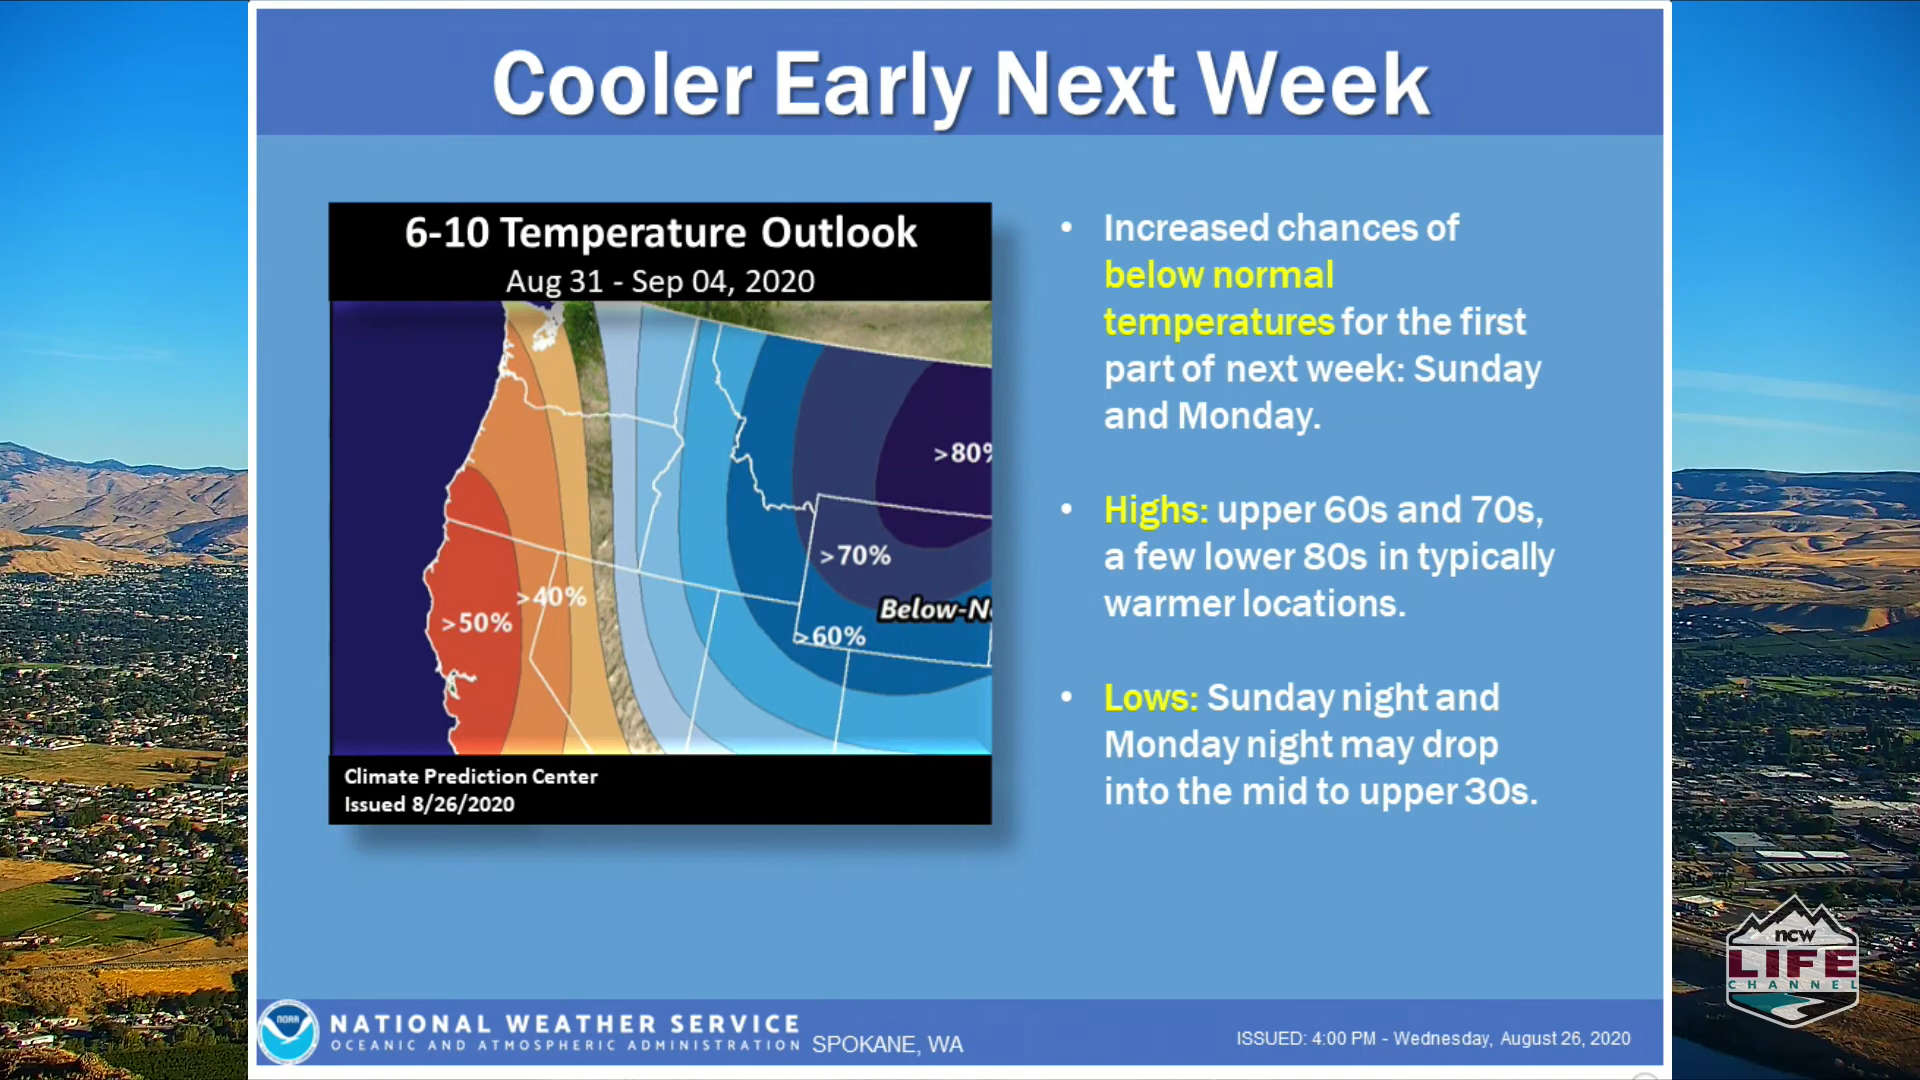 Cooler Early Next Week
6-10 Temperature Outlook
Aug 31 - Sep 04, 2020
>80%
>70%
>40%
>50%
>60%
Below-N
Climate Prediction Center
Issued 8/26/2020
• Increased chances of
below normal
temperatures for the first
part of next week: Sunday
and Monday.
• Highs: upper 60s and 70s,
a few lower 80s in typically
warmer locations.
• Lows: Sunday night and
Monday night may drop
into the mid to upper 30s.
NOAA
NATIONAL WEATHER SERVICE
OCEANIC AND ATMOSPHERIC ADMINISTRATION
SPOKANE, WA
ISSUED: 4:00 PM - Wednesday, August 26, 2020
ncw
LIFE
CHANNEL